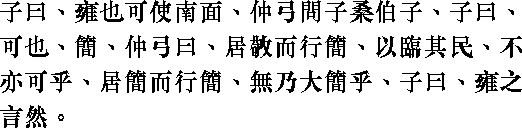 子曰、雍也可使南面、仲弓問子桑伯子、子曰、
可也、簡、仲弓曰、居敬而行簡、以臨其民、不
亦可乎、居簡而行簡、無乃大簡乎、子曰、雍之
言然。